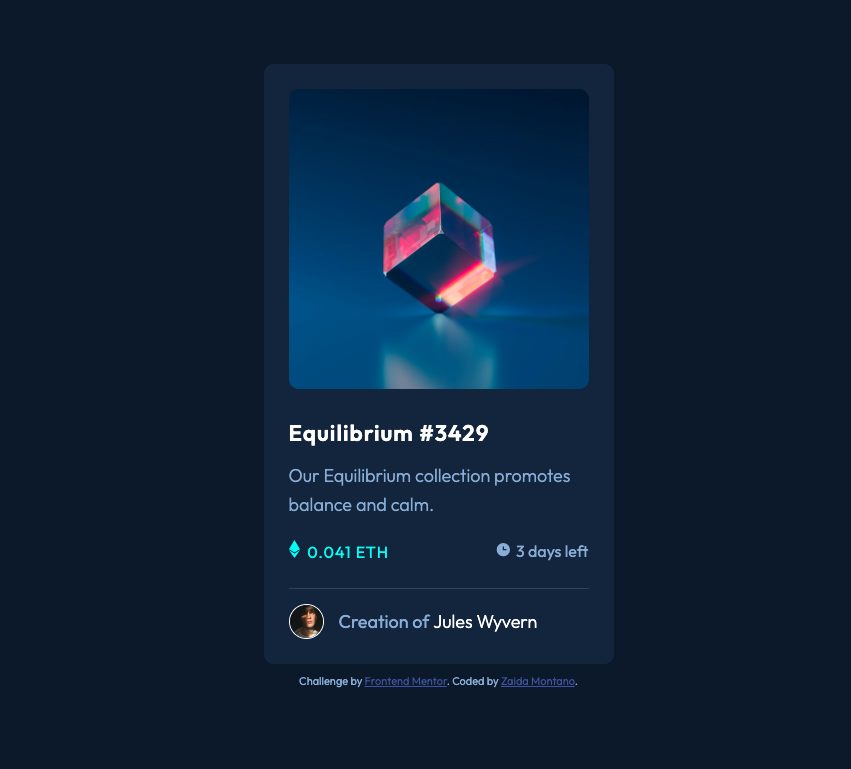 Equilibrium #3429
Our Equilibrium collection promotes
balance and calm.
0.041 ETH
3 days left
Creation of Jules Wyvern
Challenge by Frontend Mentor. Coded by Zaida Montano.